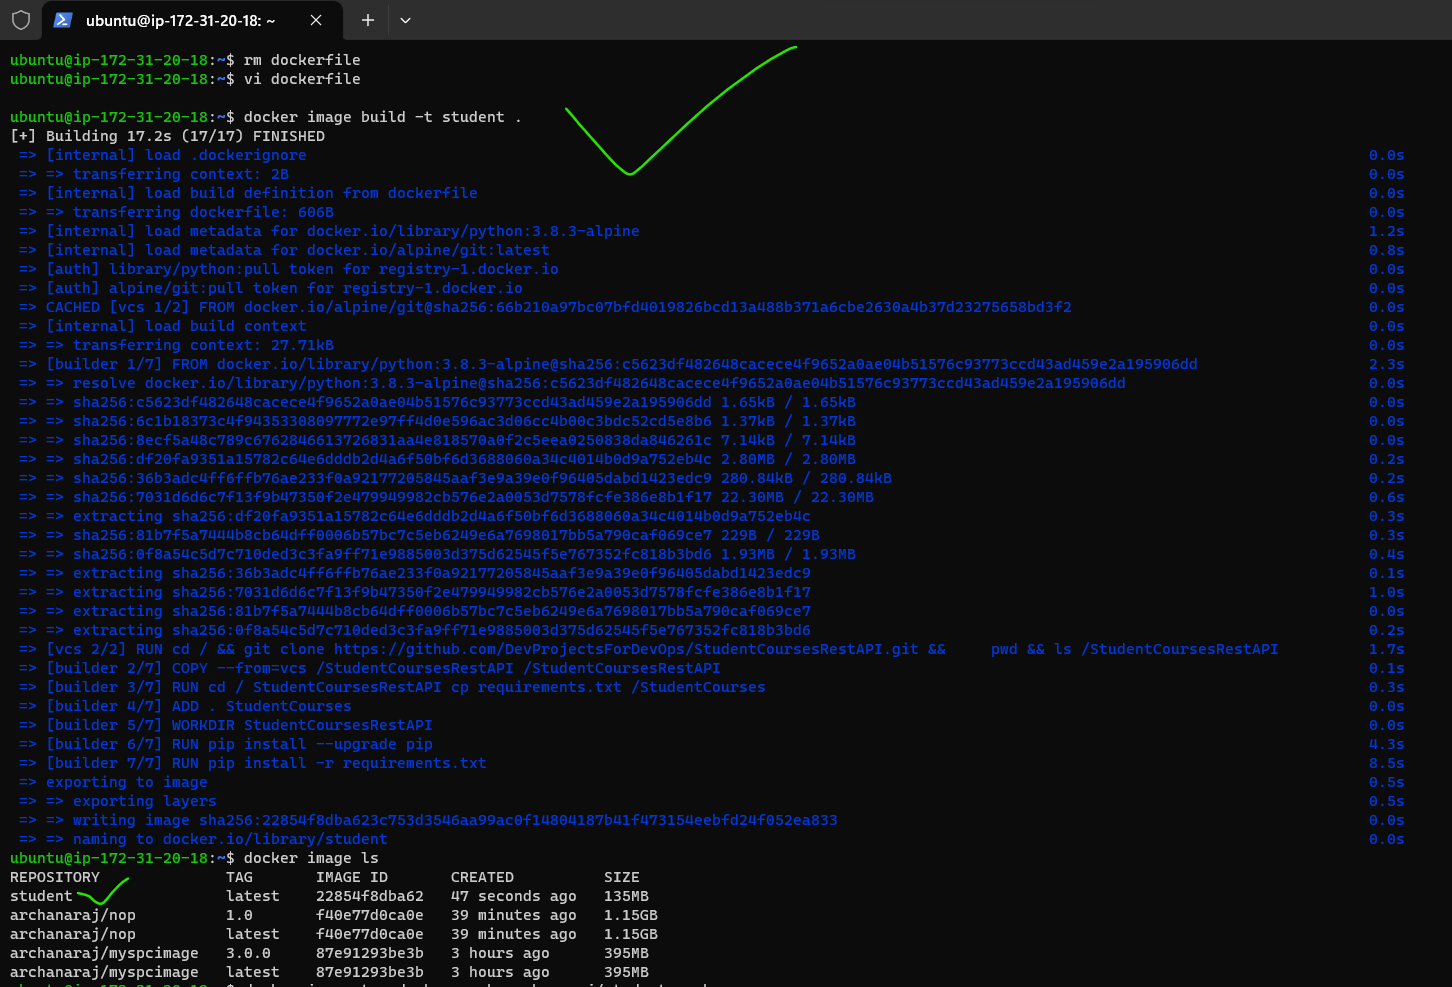 ubuntu@ip-172-31-20-18: ~
ubuntu@ip-172-31-20-18:~$ rm dockerfile
ubuntu@ip-172-31-20-18:~$ vi dockerfile
ubuntu@ip-172-31-20-18:~$ docker image build -t student .
[+] Building 17.2s (17/17) FINISHED
=> [internal] load .dockerignore 0.0s
=> => transferring context: 2B 0.0s
=> [internal] load build definition from dockerfile 0.0s
=> => transferring dockerfile: 606B 0.0s
=> [internal] load metadata for docker.io/library/python:3.8.3-alpine 1.2s
=> [internal] load metadata for docker.io/alpine/git:latest 0.8s
=> [auth] library/python:pull token for registry-1.docker.io 0.0s
=> [auth] alpine/git:pull token for registry-1.docker.io 0.0s
=> CACHED [vcs 1/2] FROM docker.io/alpine/git@sha256:66b210a97bc07bfd4019826bcd13a488b371a6cbe2630a4b37d23275658bd3f2 0.0s
=> [internal] load build context 0.0s
=> => transferring context: 27.71kB 0.0s
=> [builder 1/7] FROM docker.io/library/python:3.8.3-alpine@sha256:c5623df482648cacece4f9652a0ae04b51576c93773ccd43ad459e2a195906dd 2.3s
=> => resolve docker.io/library/python:3.8.3-alpine@sha256:c5623df482648cacece4f9652a0ae04b51576c93773ccd43ad459e2a195906dd 0.0s
=> => sha256:c5623df482648cacece4f9652a0ae04b51576c93773ccd43ad459e2a195906dd 1.65kB / 1.65kB 0.0s
=> => sha256:6c1b18373c4f94353308097772e97ff4d0e596ac3d06cc4b00c3bdc52cd5e8b6 1.37kB / 1.37kB 0.0s
=> => sha256:8ecf5a48c789c6762846613726831aa4e818570a0f2c5eea0250838da846261c 7.14kB / 7.14kB 0.0s
=> => sha256:df20fa9351a15782c64e6dddb2d4a6f50bf6d3688060a34c4014b0d9a752eb4c 2.80MB / 2.80MB 0.2s
=> => sha256:36b3adc4ff6ffb76ae233f0a92177205845aaf3e9a39e0f96405dabd1423edc9 280.84kB / 280.84kB 0.2s
=> => sha256:7031d6d6c7f13f9b47350f2e479949982cb576e2a0053d7578fcfe386e8b1f17 22.30MB / 22.30MB 0.6s
=> => extracting sha256:df20fa9351a15782c64e6dddb2d4a6f50bf6d3688060a34c4014b0d9a752eb4c 0.3s
=> => sha256:81b7f5a7444b8cb64dff0006b57bc7c5eb6249e6a7698017bb5a790caf069ce7 229B / 229B 0.3s
=> => sha256:0f8a54c5d7c710ded3c3fa9ff71e9885003d375d62545f5e767352fc818b3bd6 1.93MB / 1.93MB 0.4s
=> => extracting sha256:36b3adc4ff6ffb76ae233f0a92177205845aaf3e9a39e0f96405dabd1423edc9 0.1s
=> => extracting sha256:7031d6d6c7f13f9b47350f2e479949982cb576e2a0053d7578fcfe386e8b1f17 1.0s
=> => extracting sha256:81b7f5a7444b8cb64dff0006b57bc7c5eb6249e6a7698017bb5a790caf069ce7 0.0s
=> => extracting sha256:0f8a54c5d7c710ded3c3fa9ff71e9885003d375d62545f5e767352fc818b3bd6 0.2s
=> [vcs 2/2] RUN cd / && git clone https://github.com/DevProjectsForDevOps/StudentCoursesRestAPI.git && pwd && ls /StudentCoursesRestAPI 1.7s
=> [builder 2/7] COPY --from=vcs /StudentCoursesRestAPI /StudentCoursesRestAPI 0.1s
=> [builder 3/7] RUN cd / StudentCoursesRestAPI cp requirements.txt /StudentCourses 0.3s
=> [builder 4/7] ADD . StudentCourses 0.0s
=> [builder 5/7] WORKDIR StudentCoursesRestAPI 0.0s
=> [builder 6/7] RUN pip install --upgrade pip 4.3s
=> [builder 7/7] RUN pip install -r requirements.txt 8.5s
=> exporting to image 0.5s
=> => exporting layers 0.5s
=> => writing image sha256:22854f8dba623c753d3546aa99ac0f14804187b41f473154eebfd24f052ea833 0.0s
=> => naming to docker.io/library/student 0.0s
ubuntu@ip-172-31-20-18:~$ docker image ls
REPOSITORY TAG IMAGE ID CREATED SIZE
student latest 22854f8dba62 47 seconds ago 135MB
archanaraj/nop 1.0 f40e77d0ca0e 39 minutes ago 1.15GB
archanaraj/nop latest f40e77d0ca0e 39 minutes ago 1.15GB
archanaraj/myspcimage 3.0.0 87e91293be3b 3 hours ago 395MB
archanaraj/myspcimage latest 87e91293be3b 3 hours ago 395MB